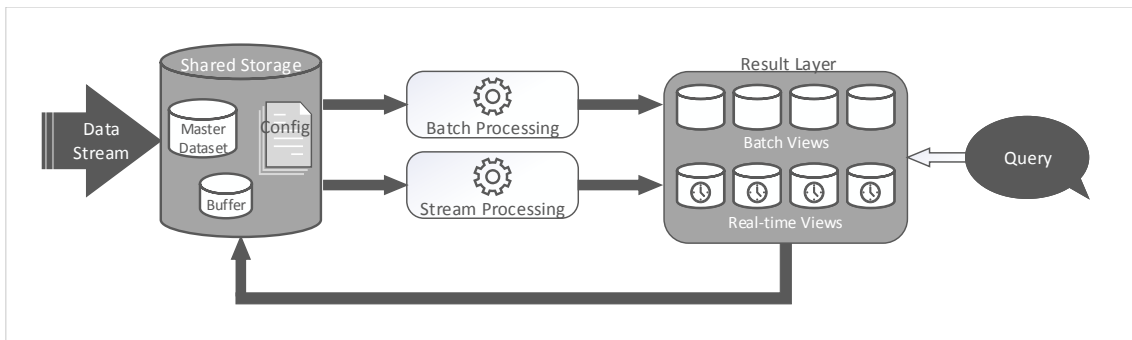 Shared Storage
Data
Stream
Master
Dataset
Config
Buffer
Batch Processing
Stream Processing
Result Layer
Batch Views
Real-time Views
Query